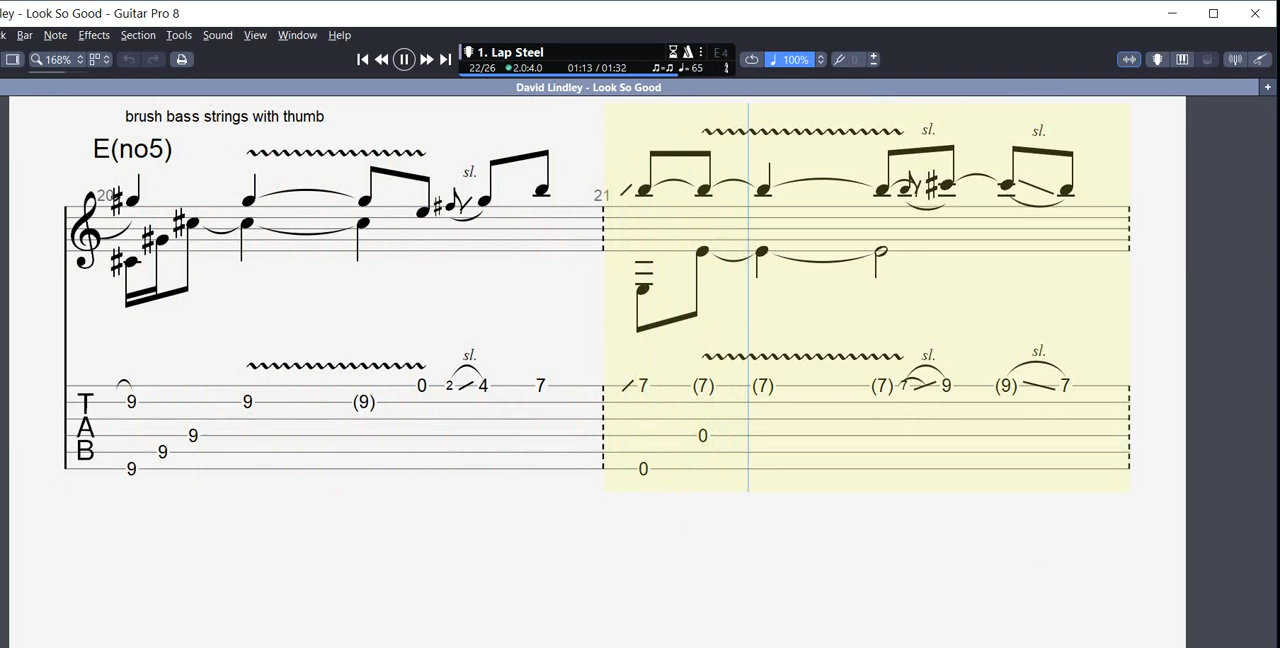 ley - Look So Good - Guitar Pro 8
k Bar Note Effects Section Tools Sound View Window Help
168%
1. Lap Steel
E4
22/26 2.0:4.0 01:13 / 01:32 ♫=♫ ♩=65
100%
0
David Lindley - Look So Good
+
brush bass strings with thumb
E(no5)
20
sl.
21
sl. sl.
sl. sl. sl.
0 2 4 7 7 (7) (7) (7) 7 9 (9) 7
T 9 9 (9)
A 9 0
B 9
9 0